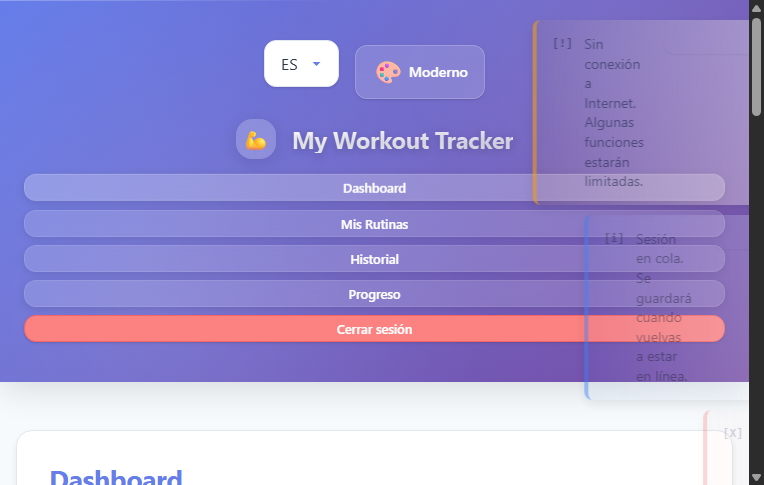 ES
Moderno
My Workout Tracker
Dashboard
Mis Rutinas
Historial
Progreso
Cerrar sesión
[!] Sin
conexión
a
Internet.
Algunas
funciones
estarán
limitadas.
[i] Sesión
en cola.
Se
guardará
cuando
vuelvas
a estar
en línea.
[X]
Dashboard